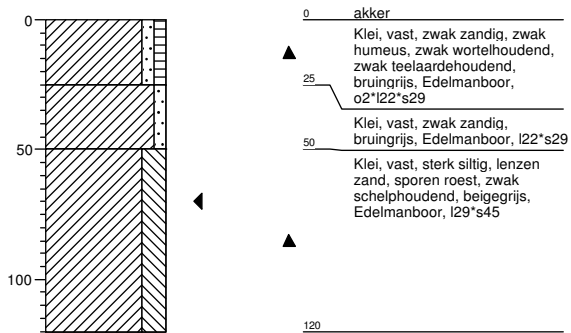 0
50
100
0 akker
Klei, vast, zwak zandig, zwak
humeus, zwak wortelhoudend,
zwak teelaardehoudend,
bruingrijs, Edelmanboor,
o2*l22*s29
25
Klei, vast, zwak zandig,
bruingrijs, Edelmanboor, l22*s29
50
Klei, vast, sterk siltig, lenzen
zand, sporen roest, zwak
schelphoudend, beigegrijs,
Edelmanboor, l29*s45
120